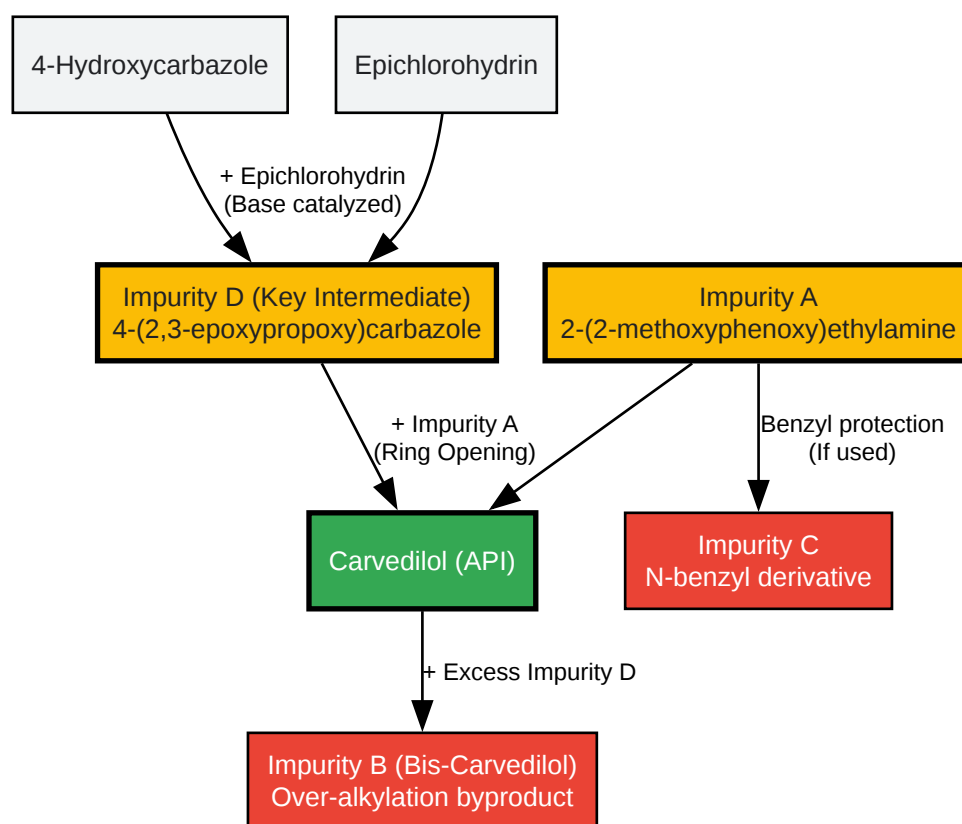 4-Hydroxycarbazole
Epichlorohydrin
+ Epichlorohydrin
(Base catalyzed)
Impurity D (Key Intermediate)
4-(2,3-epoxypropoxy)carbazole
Impurity A
2-(2-methoxyphenoxy)ethylamine
+ Impurity A
(Ring Opening)
Benzyl protection
(If used)
Carvedilol (API)
Impurity C
N-benzyl derivative
+ Excess Impurity D
Impurity B (Bis-Carvedilol)
Over-alkylation byproduct